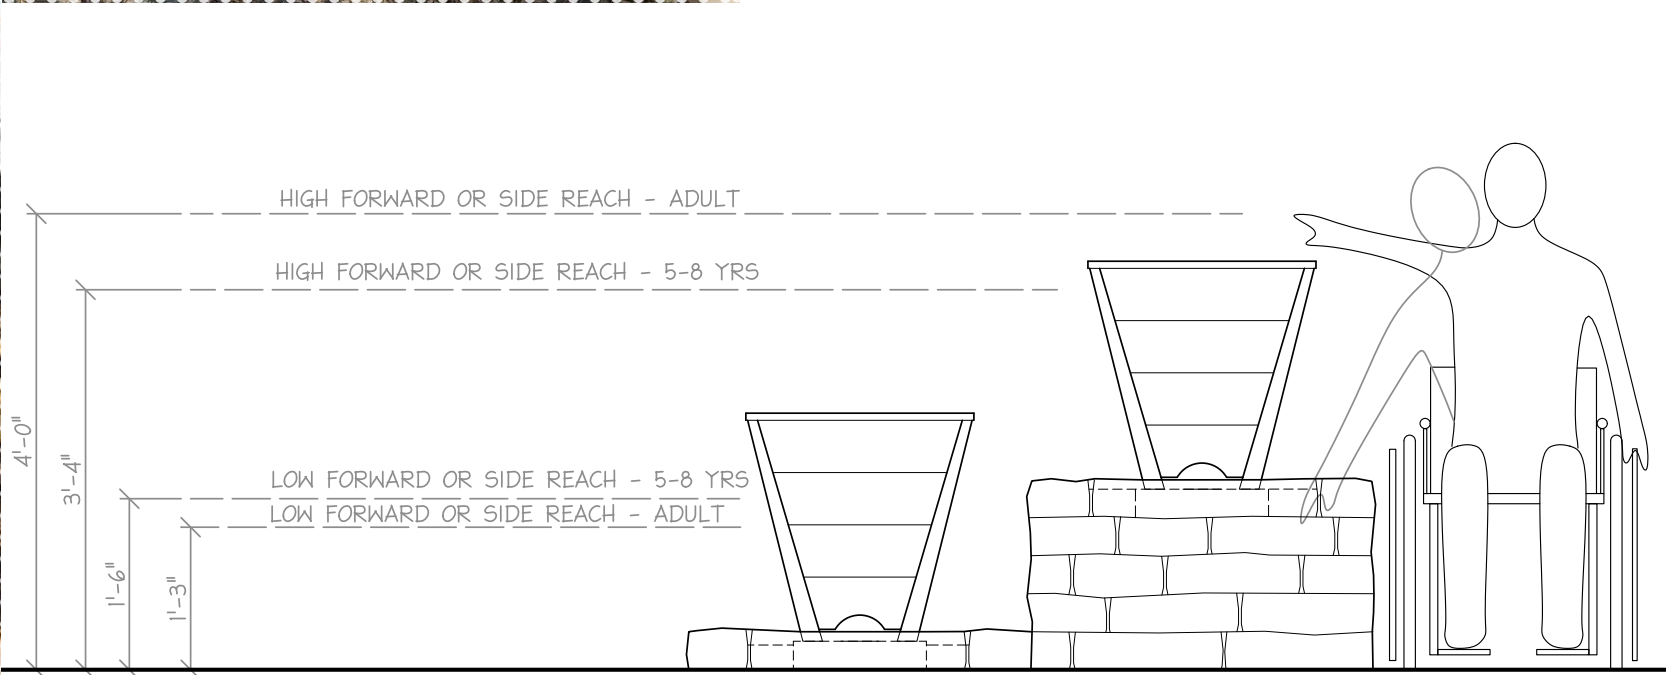 HIGH FORWARD OR SIDE REACH - ADULT
HIGH FORWARD OR SIDE REACH - 5-8 YRS
4'-0"
3'-4"
LOW FORWARD OR SIDE REACH - 5-8 YRS
LOW FORWARD OR SIDE REACH - ADULT
1'-6"
1'-3"